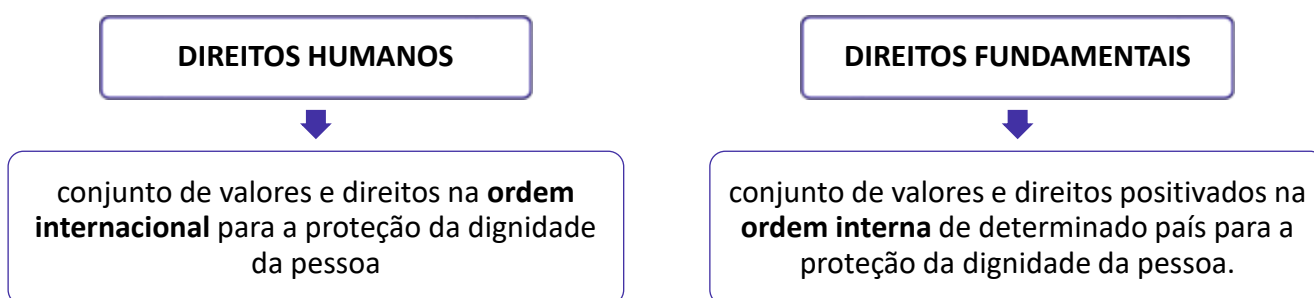 DIREITOS HUMANOS
conjunto de valores e direitos na ordem
internacional para a proteção da dignidade
da pessoa
DIREITOS FUNDAMENTAIS
conjunto de valores e direitos positivados na
ordem interna de determinado país para a
proteção da dignidade da pessoa.